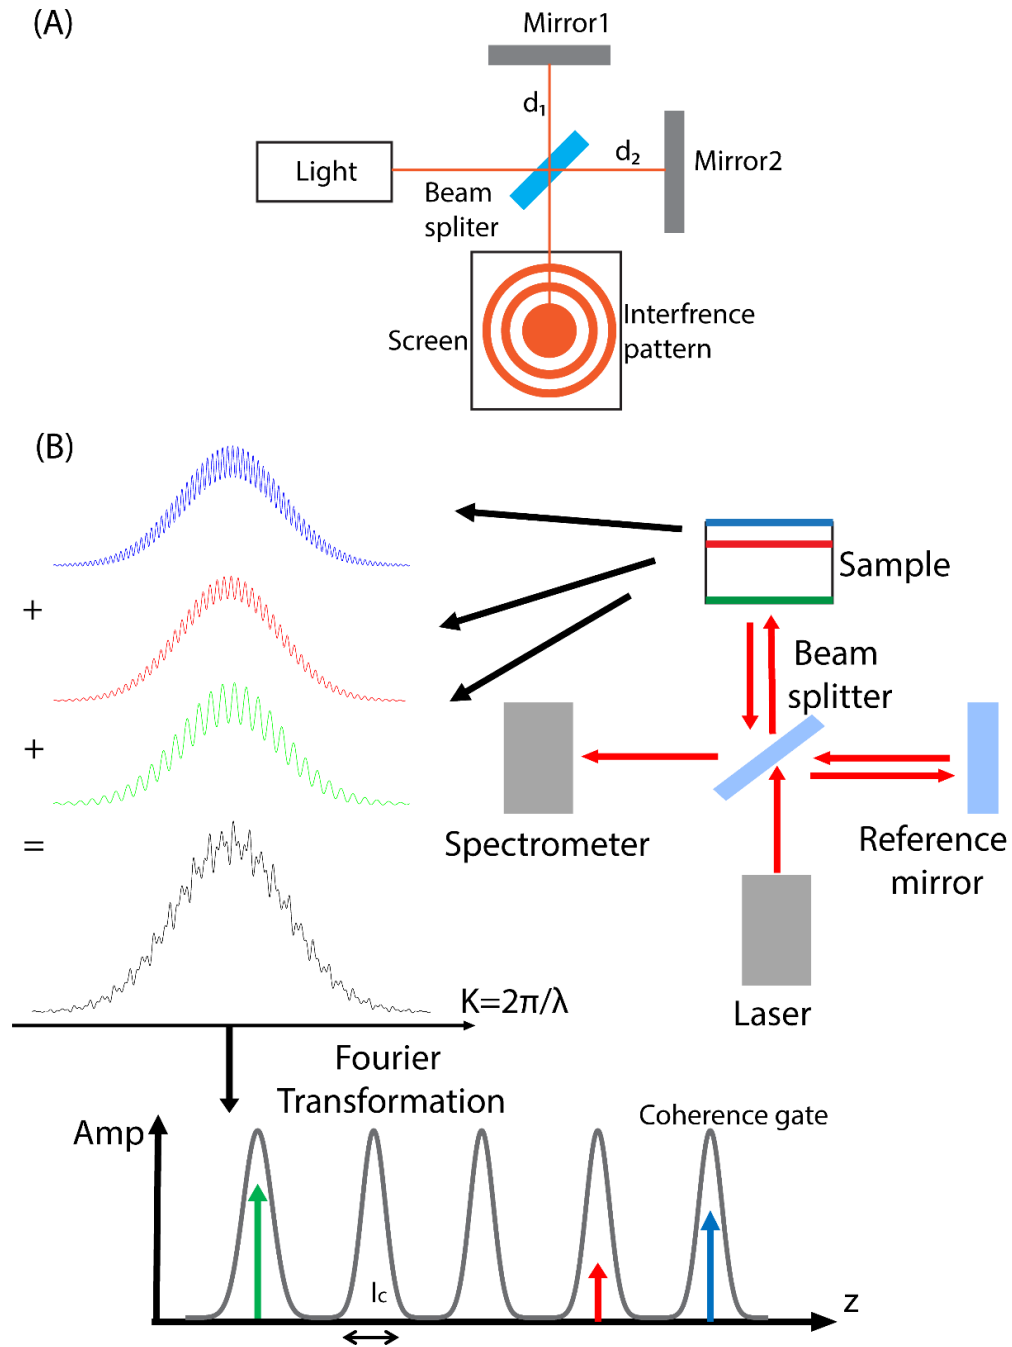 (A)
Mirror1
d₁
Light
d₂
Mirror2
Beam
spliter
Screen
Interfrence
pattern
(B)
+
+
=
Sample
Beam
splitter
Spectrometer
Reference
mirror
Laser
K=2π/λ
Fourier
Transformation
Amp
Coherence gate
lc
z